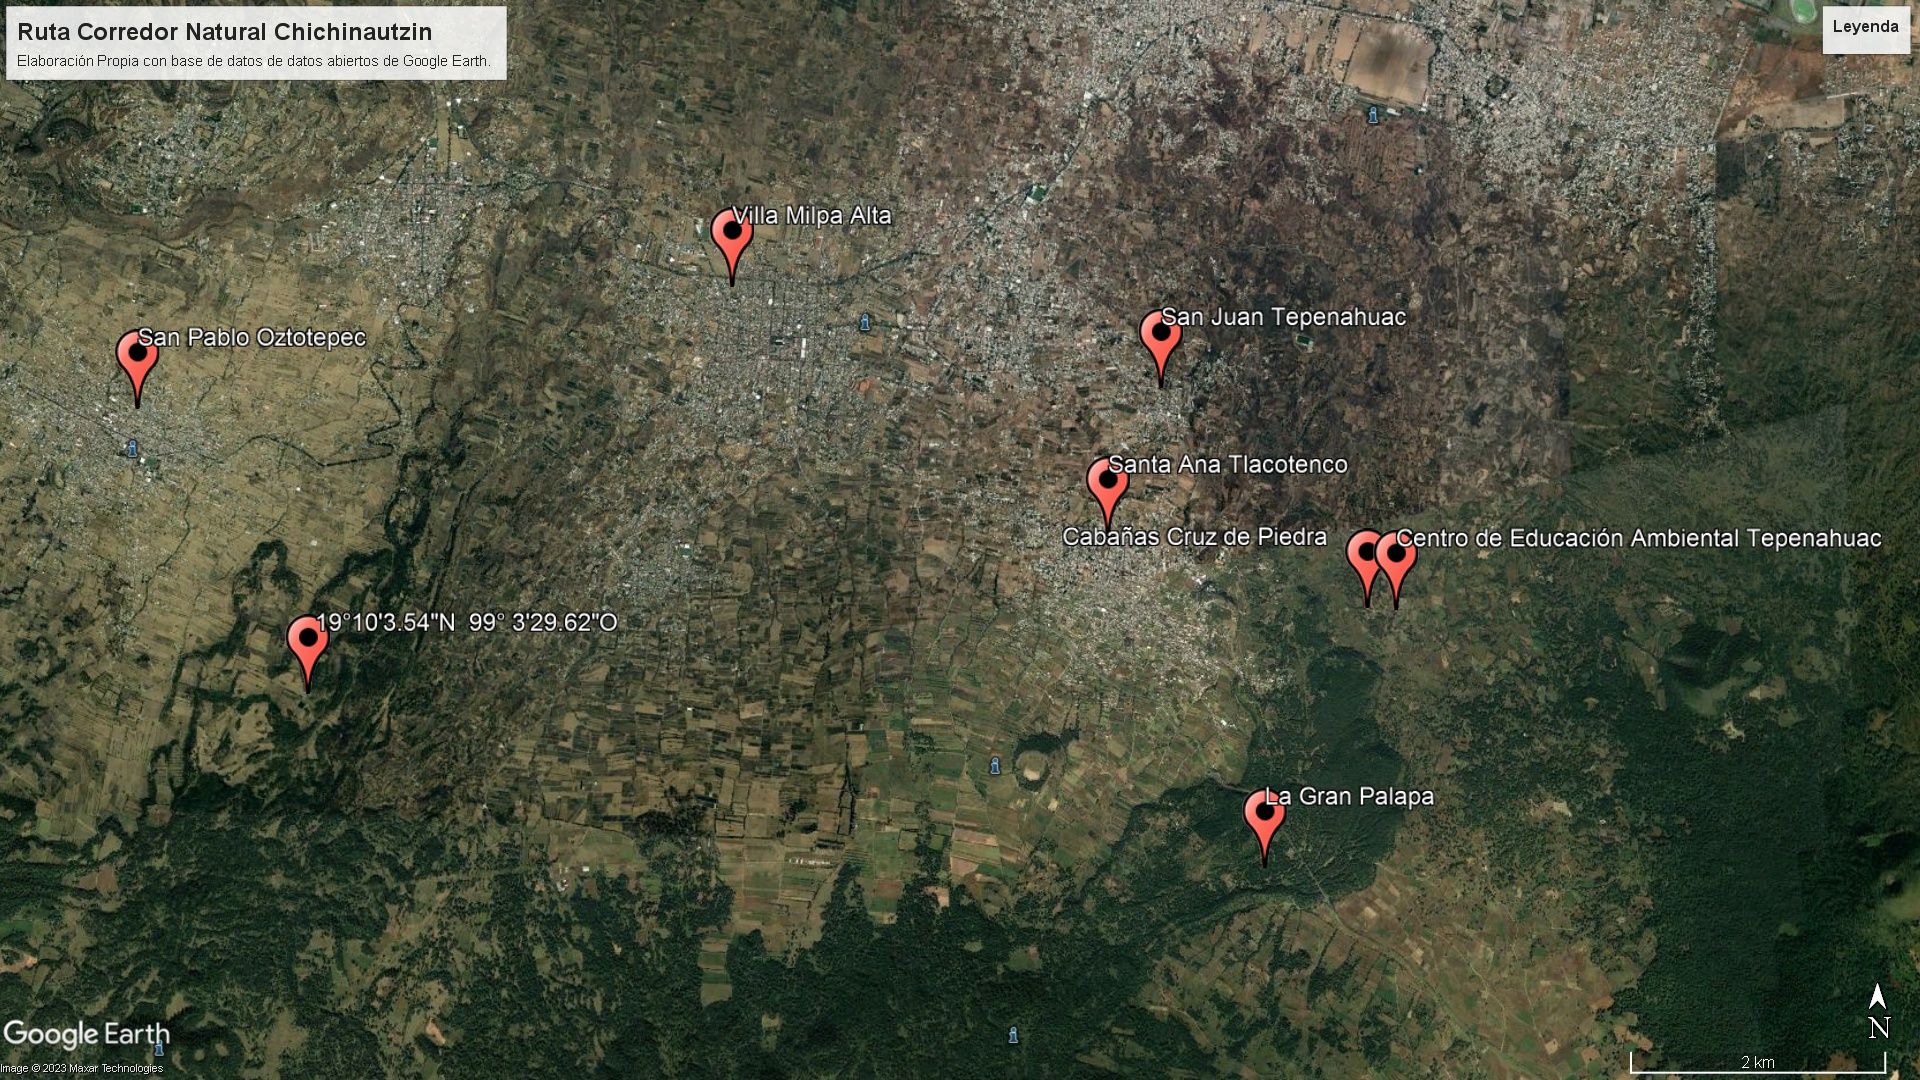 Ruta Corredor Natural Chichinautzin
Elaboración Propia con base de datos de datos abiertos de Google Earth.
Leyenda
Villa Milpa Alta
San Juan Tepenahuac
San Pablo Oztotepec
Santa Ana Tlacotenco
Cabañas Cruz de Piedra
Centro de Educación Ambiental Tepenahuac
19°10'3.54"N 99° 3'29.62"O
La Gran Palapa
N
Google Earth
2 km
Image © 2023 Maxar Technologies